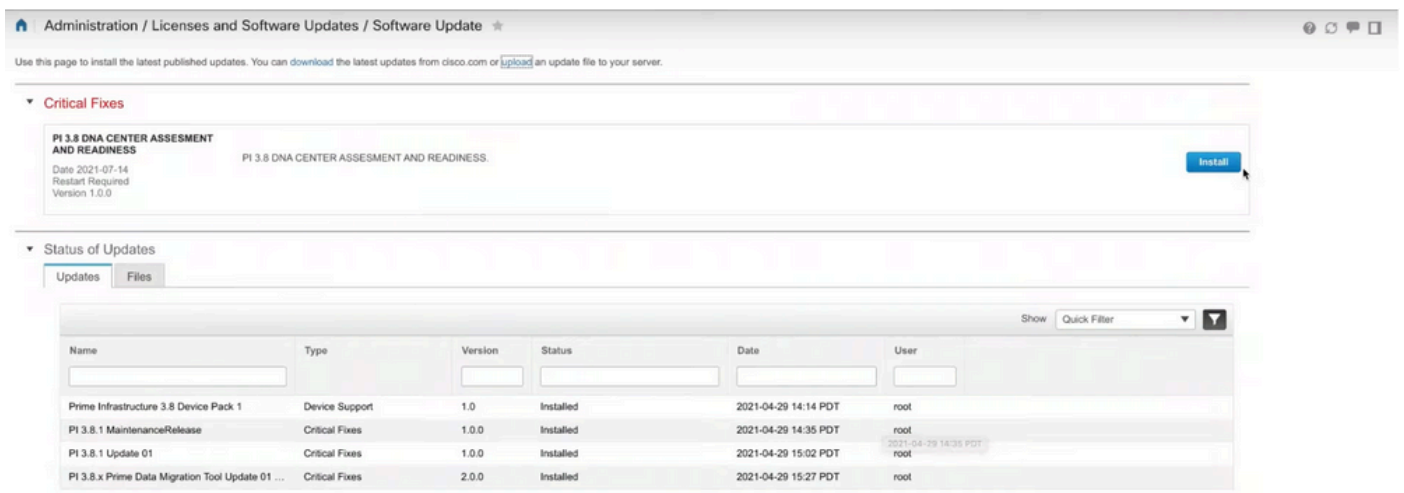 Administration / Licenses and Software Updates / Software Update
Use this page to install the latest published updates. You can download the latest updates from cisco.com or upload an update file to your server.
Critical Fixes
PI 3.8 DNA CENTER ASSESMENT
AND READINESS
PI 3.8 DNA CENTER ASSESMENT AND READINESS.
Install
Date 2021-07-14
Restart Required
Version 1.0.0
Status of Updates
Updates Files
Show Quick Filter
Name Type Version Status Date User
Prime Infrastructure 3.8 Device Pack 1 Device Support 1.0 Installed 2021-04-29 14:14 PDT root
PI 3.8.1 MaintenanceRelease Critical Fixes 1.0.0 Installed 2021-04-29 14:35 PDT root
2021-04-29 14:35 PDT
PI 3.8.1 Update 01 Critical Fixes 1.0.0 Installed 2021-04-29 15:02 PDT root
PI 3.8.x Prime Data Migration Tool Update 01 ... Critical Fixes 2.0.0 Installed 2021-04-29 15:27 PDT root